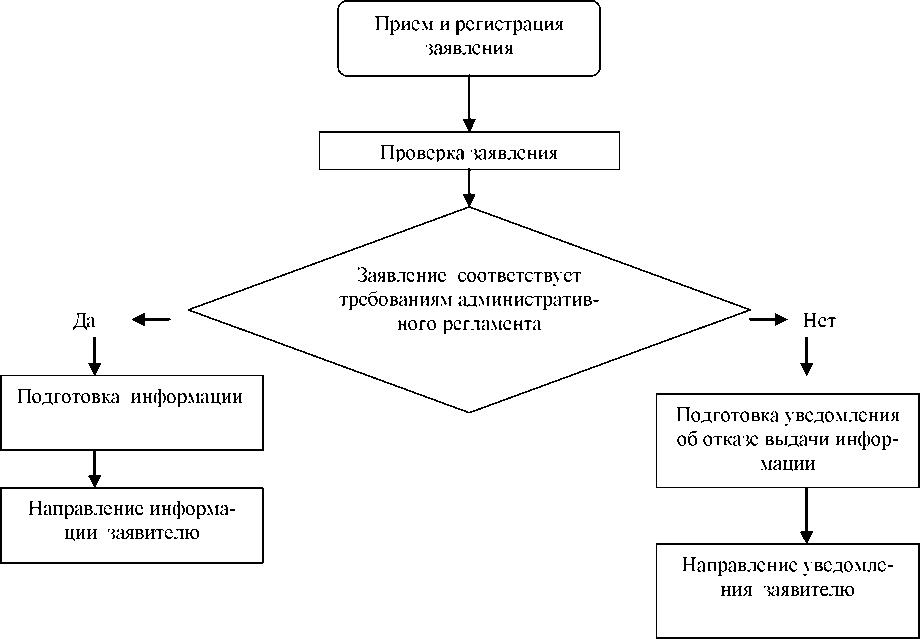 Прием и регистрация
заявления
Проверка заявления
Заявление соответствует
требованиям административ-
ного регламента
Да
Нет
Подготовка информации
Подготовка уведомления
об отказе выдачи инфор-
мации
Направление информа-
ции заявителю
Направление уведомле-
ния заявителю